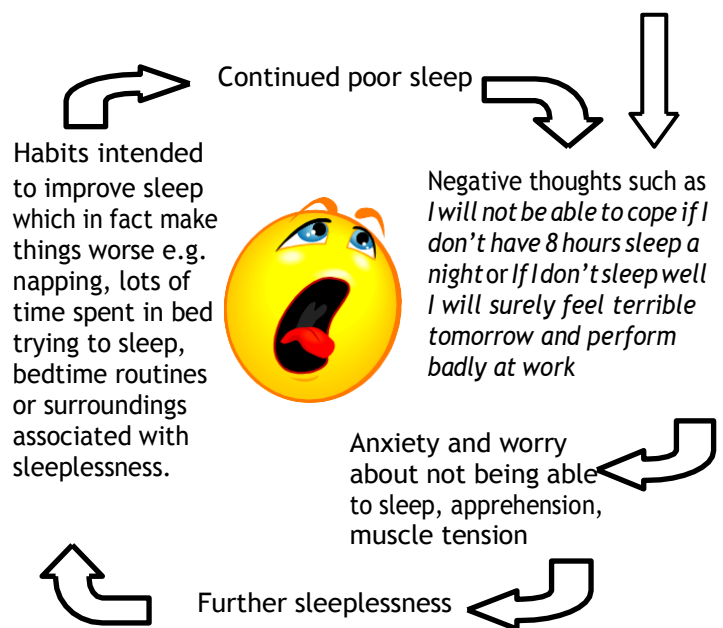 Continued poor sleep
Negative thoughts such as
I will not be able to cope if I
don't have 8 hours sleep a
night or If I don't sleep well
I will surely feel terrible
tomorrow and perform
badly at work
Anxiety and worry
about not being able
to sleep, apprehension,
muscle tension
Further sleeplessness
Habits intended
to improve sleep
which in fact make
things worse e.g.
napping, lots of
time spent in bed
trying to sleep,
bedtime routines
or surroundings
associated with
sleeplessness.